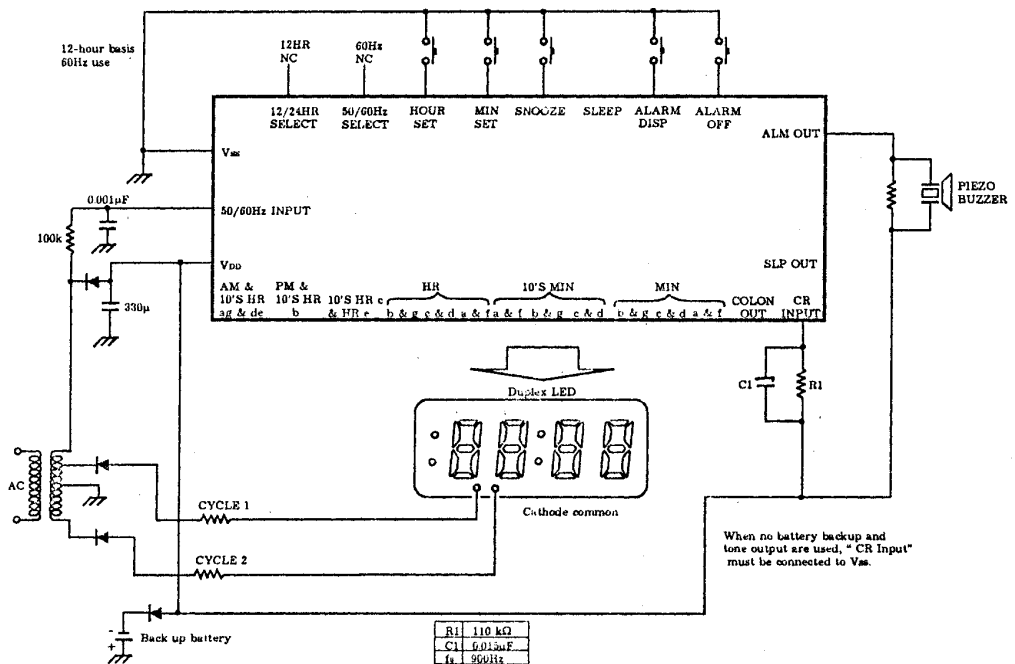 12-hour basis
60Hz use
12HR
NC
60Hz
NC
12/24HR
SELECT
50/60Hz
SELECT
HOUR
SET
MIN
SET
SNOOZE
SLEEP
ALARM
DISP
ALARM
OFF
ALM OUT
VSS
PIEZO
BUZZER
0.001μF
50/60Hz INPUT
100k
VDD
SLP OUT
330μ
AM &
10'S HR
ag & de
PM &
10'S HR
b
10'S HR c
& HR e
HR
b & g c & d a & f
10'S MIN
a & f b & g c & d
MIN
b & g c & d a & f
COLON
OUT
CR
INPUT
C1
R1
Duplex LED
AC
CYCLE 1
Cathode common
CYCLE 2
When no battery backup and
tone output are used, " CR Input"
must be connected to VSS.
-
+
Back up battery
R1 110 kΩ
C1 0.015μF
900Hz